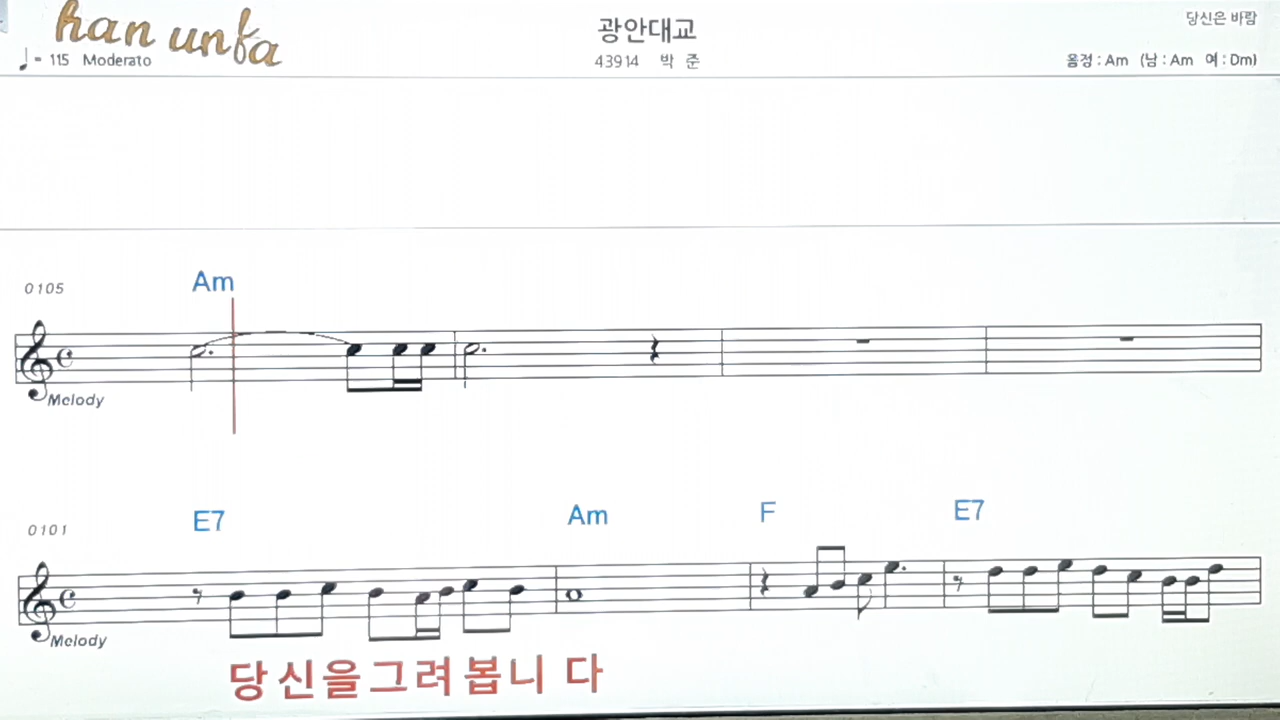 han unfa
광안대교
당신은 바람
♩= 115 Moderato
43914 박 준
음정 : Am (남 : Am 여 : Dm)
0105
Am
Melody
0101
E7 Am F E7
Melody
당신을그려봅니 다